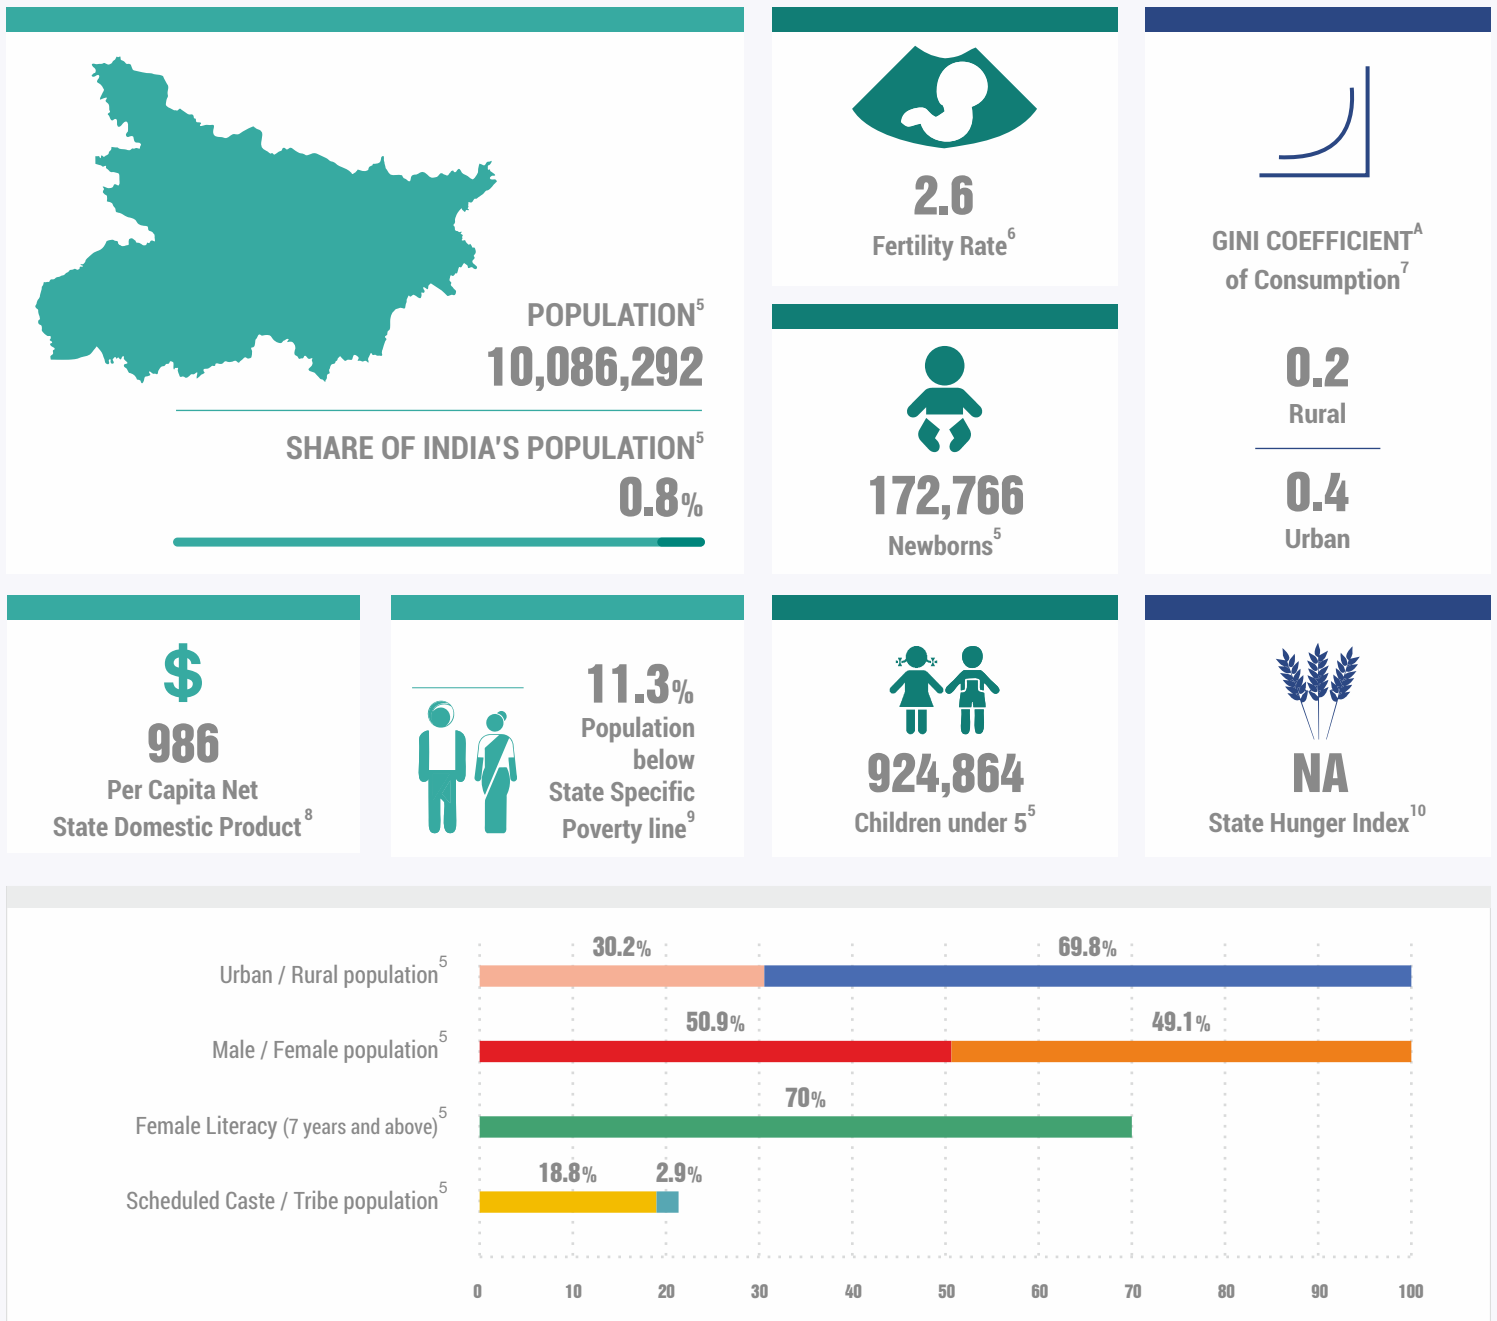 POPULATION5
10,086,292
SHARE OF INDIA'S POPULATION5
0.8%
2.6
Fertility Rate6
172,766
Newborns5
GINI COEFFICIENTA
of Consumption7
0.2
Rural
0.4
Urban
$
986
Per Capita Net
State Domestic Product8
11.3%
Population
below
State Specific
Poverty line9
924,864
Children under 55
NA
State Hunger Index10
30.2% 69.8%
Urban / Rural population5
50.9% 49.1%
Male / Female population5
70%
Female Literacy (7 years and above)5
18.8% 2.9%
Scheduled Caste / Tribe population5
0 10 20 30 40 50 60 70 80 90 100